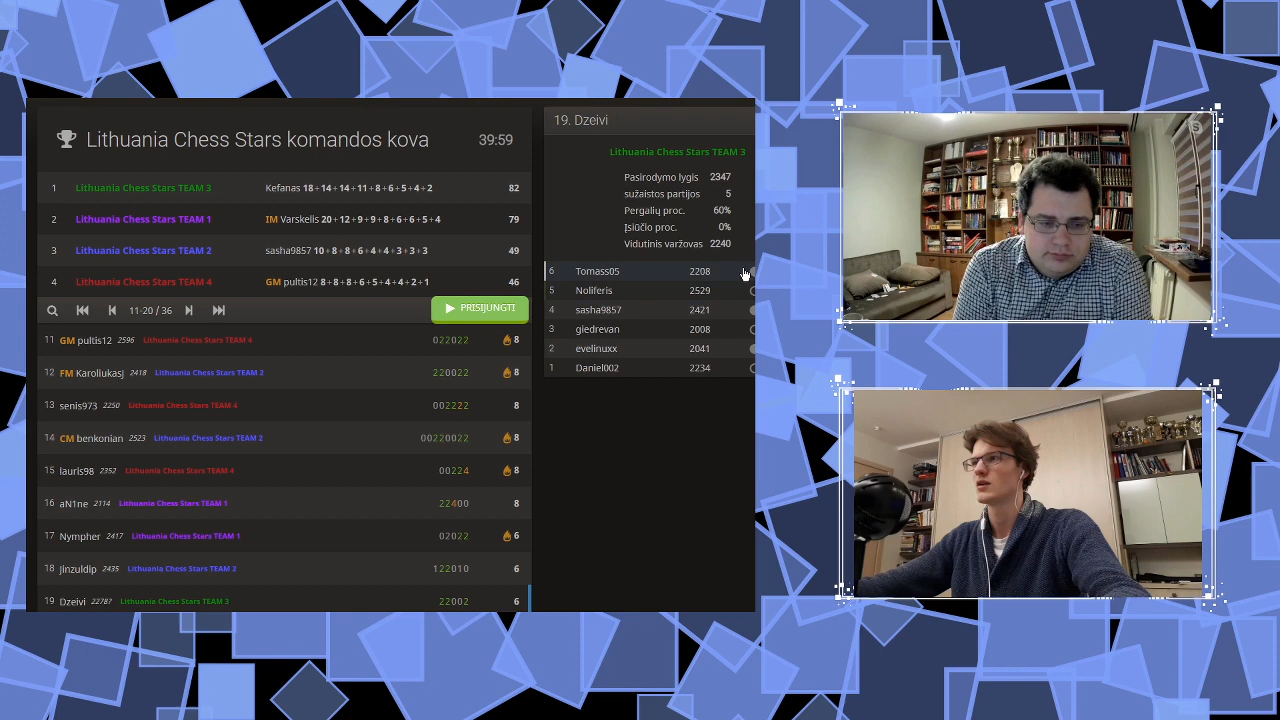 Lithuania Chess Stars komandos kova 39:59
1 Lithuania Chess Stars TEAM 3 Kefanas 18+14+14+11+8+6+5+4+2 82
2 Lithuania Chess Stars TEAM 1 IM Varskelis 20+12+9+9+8+6+6+5+4 79
3 Lithuania Chess Stars TEAM 2 sasha9857 10+8+8+6+4+4+3+3+3 49
4 Lithuania Chess Stars TEAM 4 GM pultis12 8+8+8+6+5+4+4+2+1 46
11-20 / 36 PRISIJUNGTI
11 GM pultis12 2596 Lithuania Chess Stars TEAM 4 022022 8
12 FM Karoliukasj 2418 Lithuania Chess Stars TEAM 2 220022 8
13 senis973 2250 Lithuania Chess Stars TEAM 4 002222 8
14 CM benkonian 2523 Lithuania Chess Stars TEAM 2 00220022 8
15 lauris98 2352 Lithuania Chess Stars TEAM 4 00224 8
16 aN1ne 2114 Lithuania Chess Stars TEAM 1 22400 8
17 Nympher 2417 Lithuania Chess Stars TEAM 1 02022 6
18 Jinzuldip 2435 Lithuania Chess Stars TEAM 2 122010 6
19 Dzeivi 2278? Lithuania Chess Stars TEAM 3 22002 6
19. Dzeivi
Lithuania Chess Stars TEAM 3
Pasirodymo lygis 2347
sužaistos partijos 5
Pergalių proc. 60%
Įsiūčio proc. 0%
Vidutinis varžovas 2240
6 Tomass05 2208
5 Noliferis 2529
4 sasha9857 2421
3 giedrevan 2008
2 evelinuxx 2041
1 Daniel002 2234